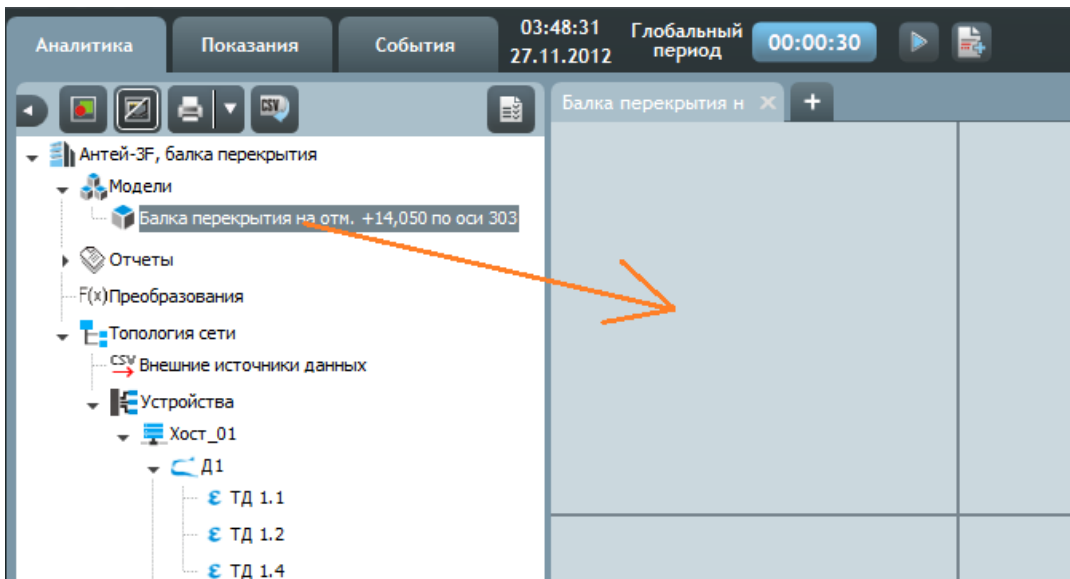 Аналитика
Показания
События
03:48:31
27.11.2012
Глобальный
период
00:00:30
CSV
Балка перекрытия н
Антей-3F, балка перекрытия
Модели
Балка перекрытия на отм. +14,050 по оси 303
Отчеты
F(x)Преобразования
Топология сети
CSV Внешние источники данных
Устройства
Хост_01
Д1
ε ТД 1.1
ε ТД 1.2
ε ТД 1.4